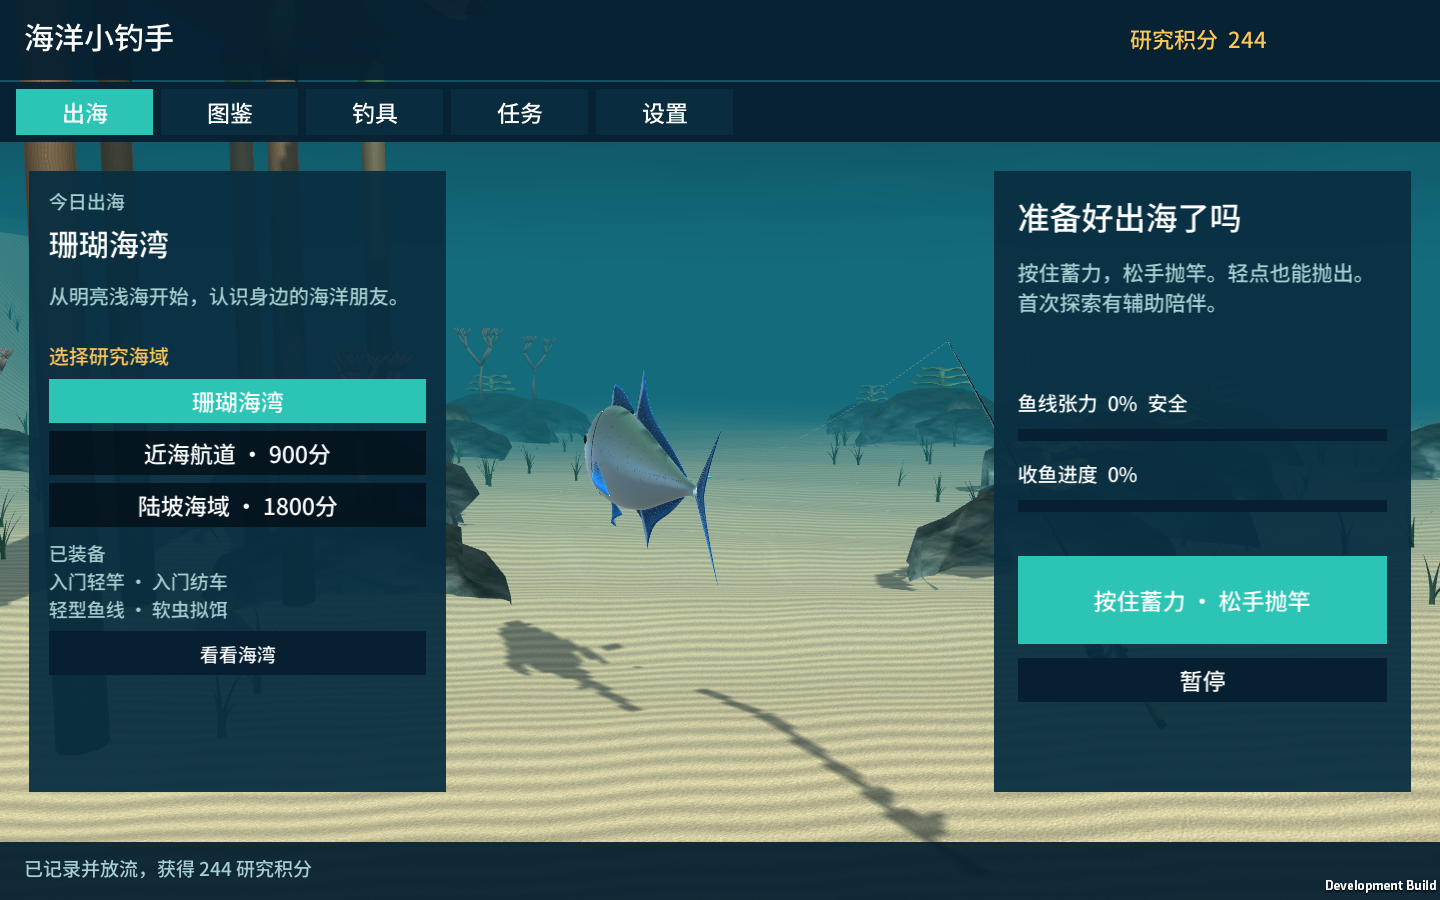 海洋小钓手
研究积分 244
出海
图鉴
钓具
任务
设置
今日出海
珊瑚海湾
从明亮浅海开始，认识身边的海洋朋友。
选择研究海域
珊瑚海湾
近海航道 · 900分
陆坡海域 · 1800分
已装备
入门轻竿 · 入门纺车
轻型鱼线 · 软虫拟饵
看看海湾
准备好出海了吗
按住蓄力，松手抛竿。轻点也能抛出。
首次探索有辅助陪伴。
鱼线张力 0% 安全
收鱼进度 0%
按住蓄力 · 松手抛竿
暂停
已记录并放流，获得 244 研究积分
Development Build